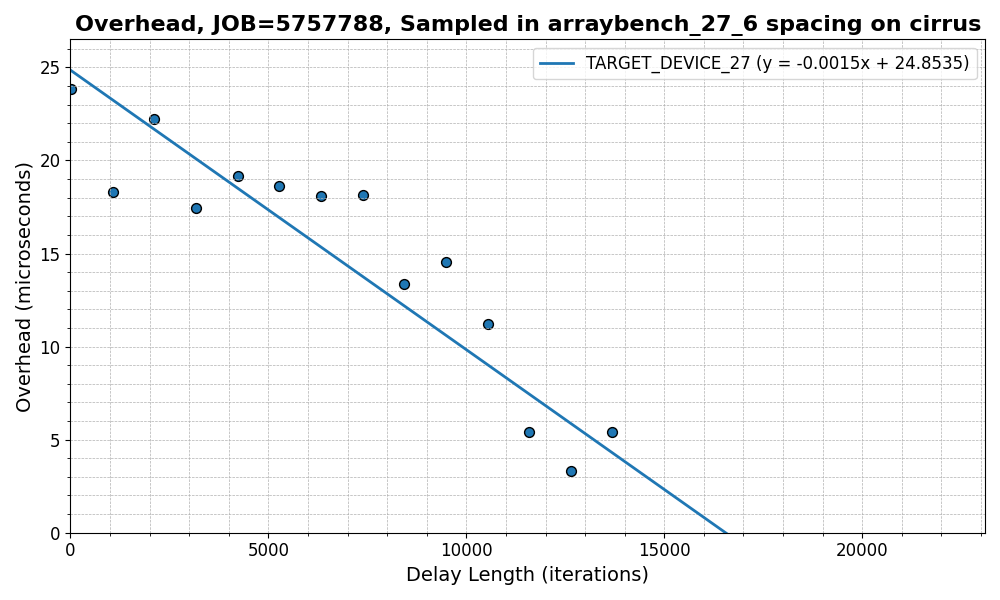 Overhead, JOB=5757788, Sampled in arraybench_27_6 spacing on cirrus
TARGET_DEVICE_27 (y = -0.0015x + 24.8535)
Overhead (microseconds)
25
20
15
10
5
0
0 5000 10000 15000 20000
Delay Length (iterations)